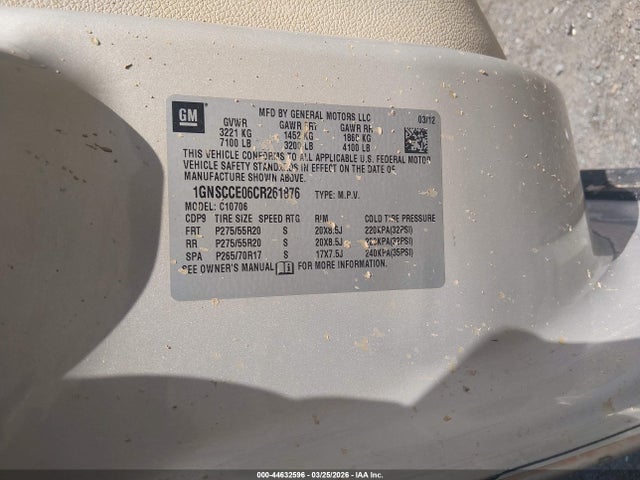 GM
MFD BY GENERAL MOTORS LLC
03/12
GVWR GAWR FRT GAWR RR
3221 KG 1452 KG 1860 KG
7100 LB 3200 LB 4100 LB
THIS VEHICLE CONFORMS TO ALL APPLICABLE U.S. FEDERAL MOTOR
VEHICLE SAFETY STANDARDS IN EFFECT ON THE DATE OF
MANUFACTURE SHOWN ABOVE.
1GNSCCE06CR261876 TYPE: M.P.V.
MODEL: C10706
CDP9 TIRE SIZE SPEED RTG RIM COLD TIRE PRESSURE
FRT P275/55R20 S 20X8.5J 220KPA(32PSI)
RR P275/55R20 S 20X8.5J 220KPA(32PSI)
SPA P265/70R17 S 17X7.5J 240KPA(35PSI)
SEE OWNER'S MANUAL FOR MORE INFORMATION.
000-44632596 - 03/25/2026 - IAA Inc.